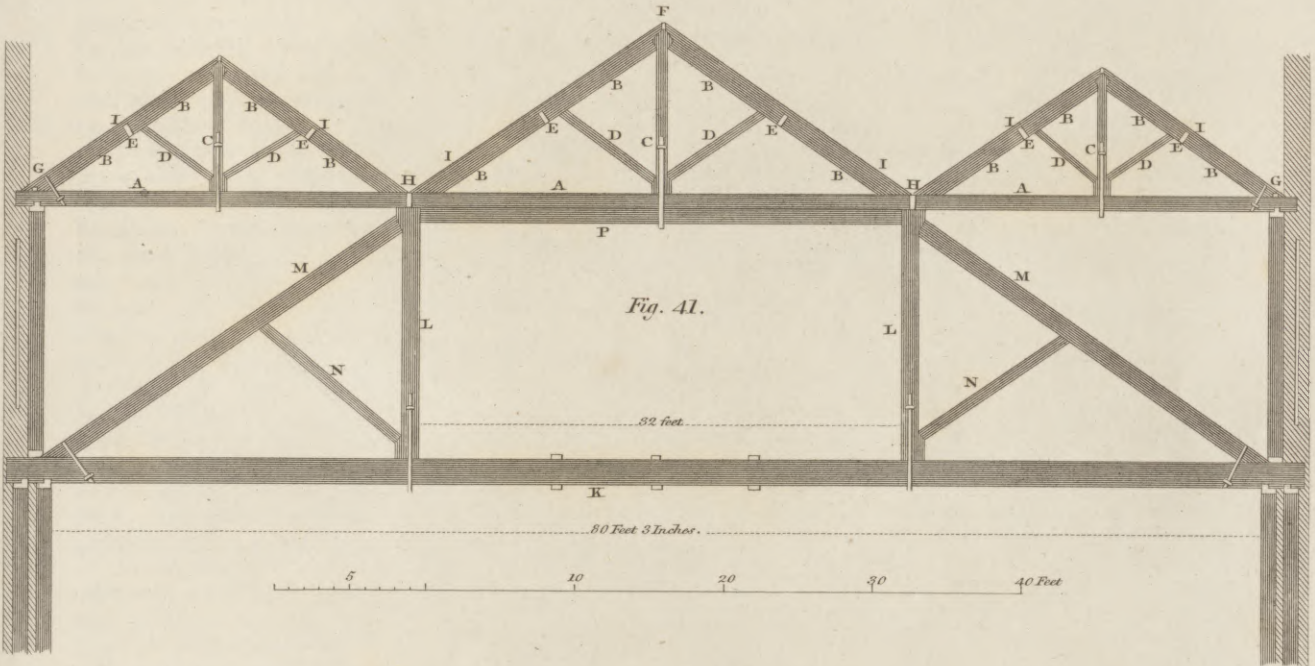 F
I B B I
B B
I B B I
E C E
C
E E
C
E E
D D
D D
D D
G B B
I B B I
B B G
A H A H A
P
M M
Fig. 41.
L L
N N
32 feet
K
80 Feet 3 Inches.
5 10 20 30 40 Feet